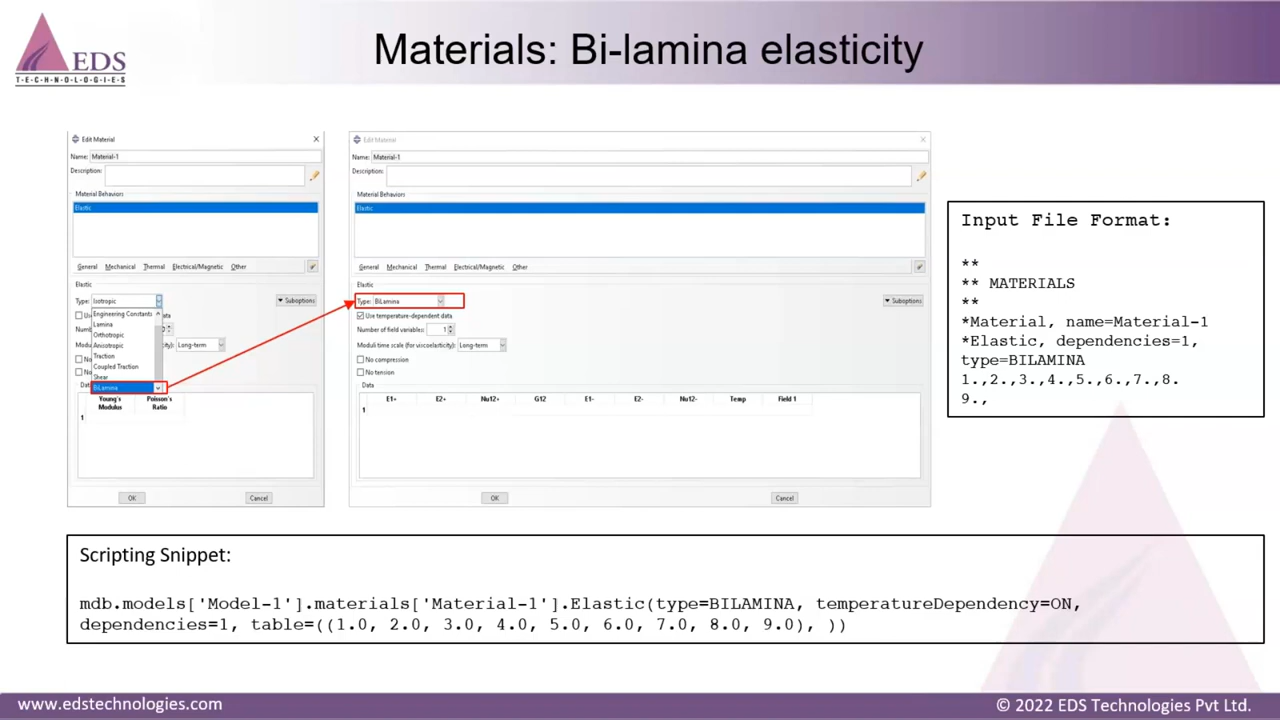 EDS
T·E·C·H·N·O·L·O·G·I·E·S
Materials: Bi-lamina elasticity
Edit Material
Name: Material-1
Description:
Material Behaviors
Elastic
General Mechanical Thermal Electrical/Magnetic Other
Elastic
Type: Isotropic
Suboptions
Engineering Constants
Lamina
Orthotropic
Anisotropic
Traction
Coupled Traction
Shear
BiLamina
Long-term
Young's Modulus
Poisson's Ratio
1
OK Cancel
Edit Material
Name: Material-1
Description:
Material Behaviors
Elastic
General Mechanical Thermal Electrical/Magnetic Other
Elastic
Type: BiLamina
Suboptions
Use temperature-dependent data
Number of field variables: 1
Moduli time scale (for viscoelasticity): Long-term
No compression
No tension
Data
E1+ E2+ Nu12+ G12 E1- E2- Nu12- Temp Field 1
1
OK Cancel
Input File Format:
**
** MATERIALS
**
*Material, name=Material-1
*Elastic, dependencies=1,
type=BILAMINA
1.,2.,3.,4.,5.,6.,7.,8.
9.,
Scripting Snippet:
mdb.models['Model-1'].materials['Material-1'].Elastic(type=BILAMINA, temperatureDependency=ON,
dependencies=1, table=((1.0, 2.0, 3.0, 4.0, 5.0, 6.0, 7.0, 8.0, 9.0), ))
www.edstechnologies.com
© 2022 EDS Technologies Pvt Ltd.